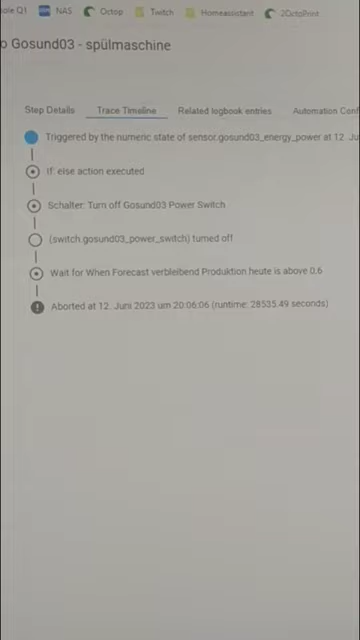 NAS Octop Twitch Homeassistant 2OctoPrint
Gosund03 - spülmaschine
Step Details Trace Timeline Related logbook entries Automation Conf
Triggered by the numeric state of sensor.gosund03_energy_power at 12. Ju
If: else action executed
Schalter: Turn off Gosund03 Power Switch
(switch.gosund03_power_switch) turned off
Wait for When Forecast verbleibend Produktion heute is above 0.6
Aborted at 12. Juni 2023 um 20:06:06 (runtime: 28535.49 seconds)